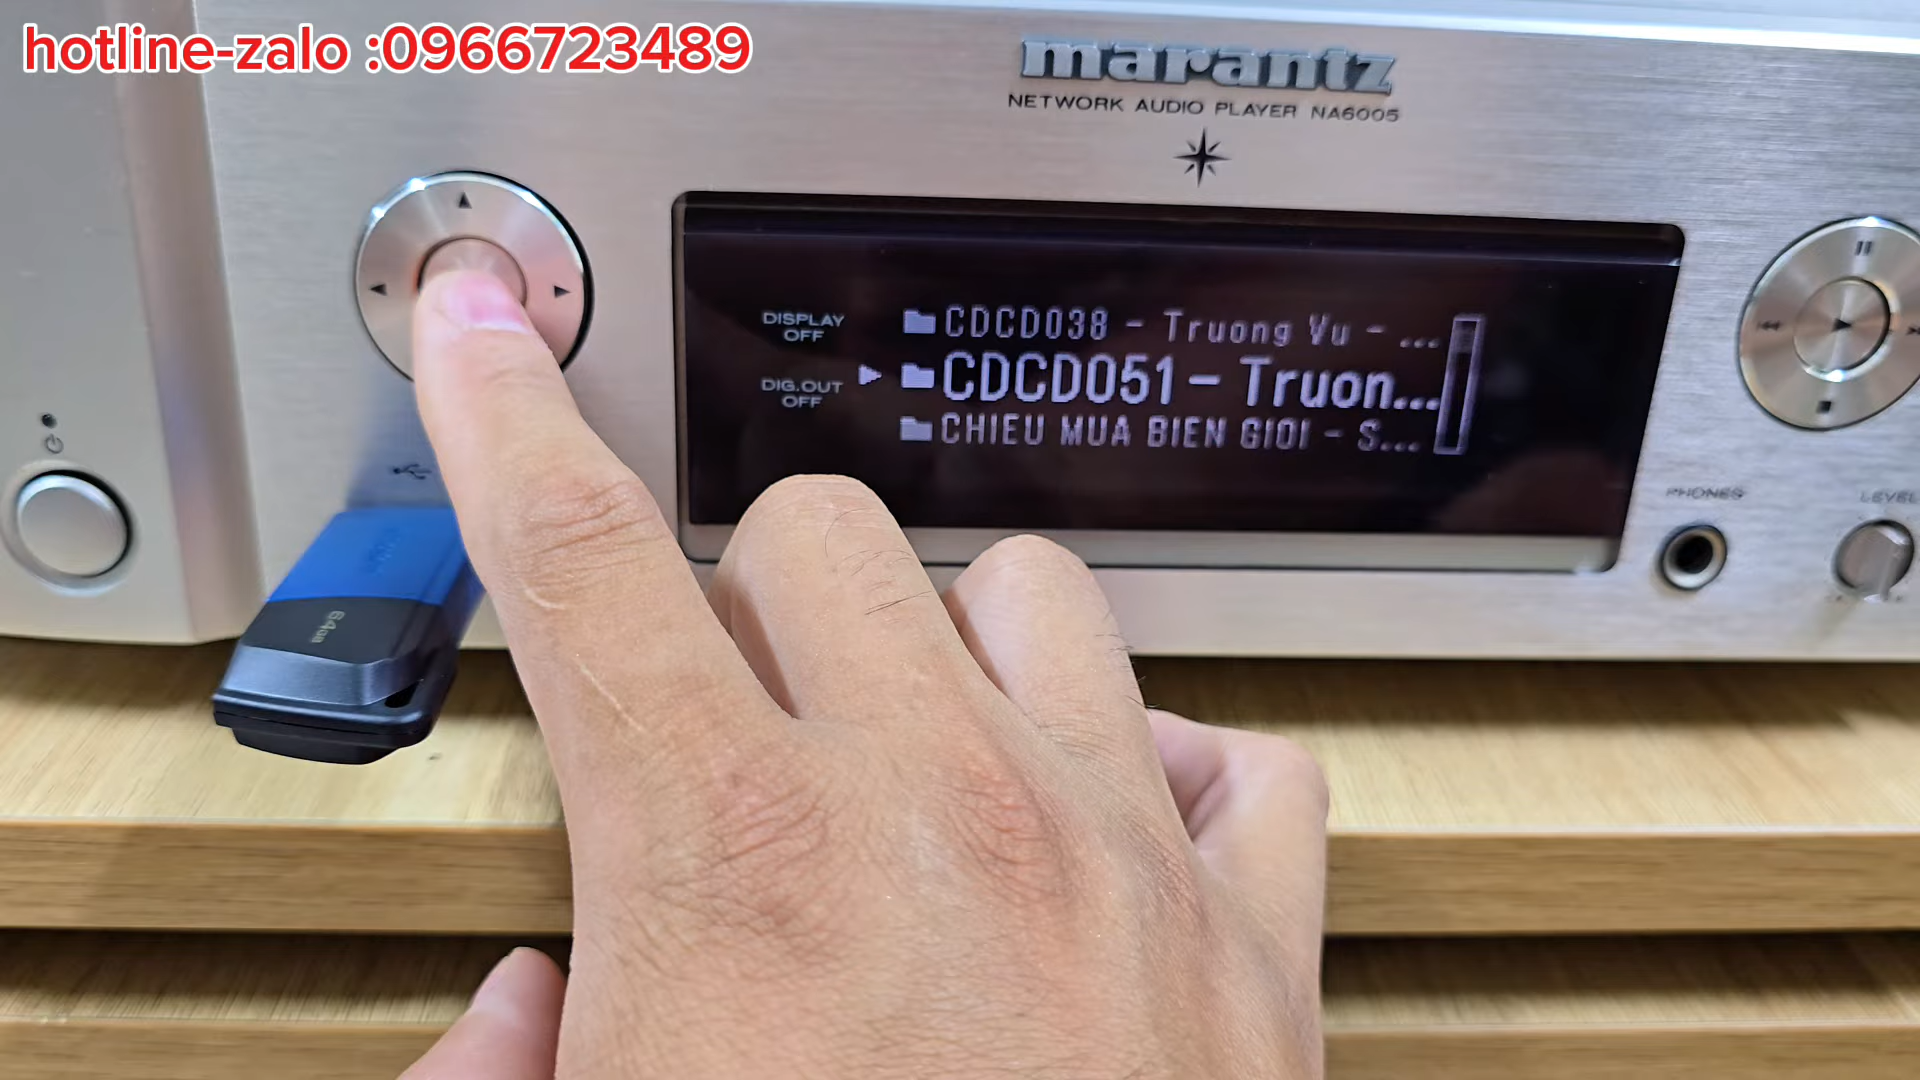 hotline-zalo :0966723489
marantz
NETWORK AUDIO PLAYER NA6005
DISPLAY
OFF
DIG.OUT
OFF
CDCD038 - Truong Vu - ...
CDCD051 - Truon...
CHIEU MUA BIEN GIOI - S...
PHONES
LEVEL
64GB